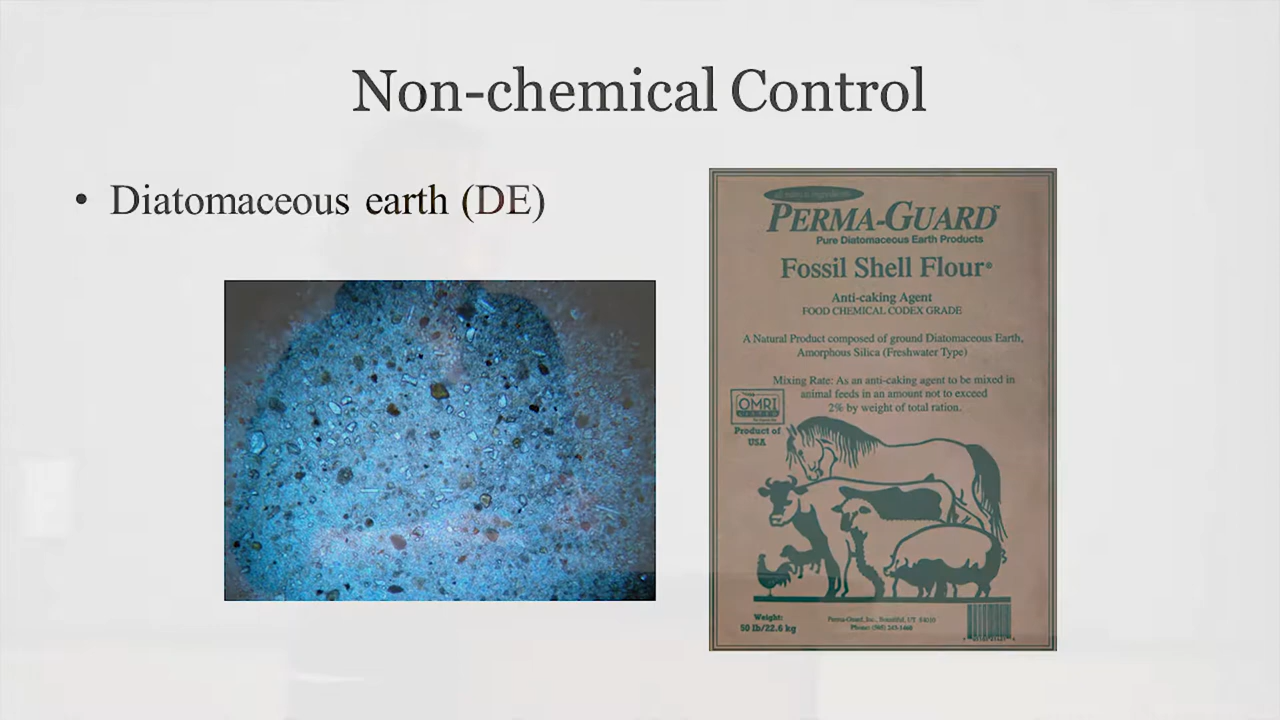 Non-chemical Control
• Diatomaceous earth (DE)
PERMA-GUARD™
Pure Diatomaceous Earth Products
Fossil Shell Flour®
Anti-caking Agent
FOOD CHEMICAL CODEX GRADE
A Natural Product composed of ground Diatomaceous Earth,
Amorphous Silica (Freshwater Type)
Mixing Rate: As an anti-caking agent to be mixed in
animal feeds in an amount not to exceed
2% by weight of total ration.
OMRI
LISTED
Product of
USA
Weight:
50 lb/22.6 kg
Perma-Guard, Inc., Bountiful, UT
Phone: